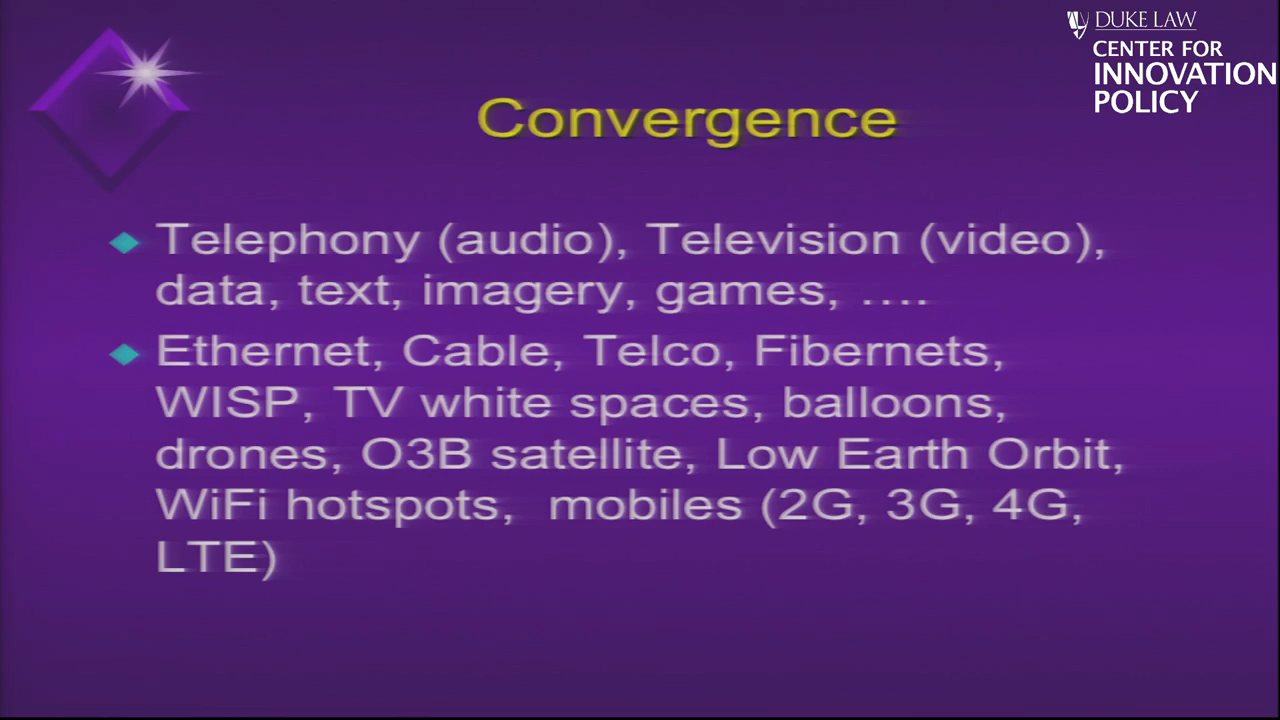 DUKE LAW
CENTER FOR
INNOVATION
POLICY
Convergence
Telephony (audio), Television (video),
data, text, imagery, games, ....
Ethernet, Cable, Telco, Fibernets,
WISP, TV white spaces, balloons,
drones, O3B satellite, Low Earth Orbit,
WiFi hotspots, mobiles (2G, 3G, 4G,
LTE)